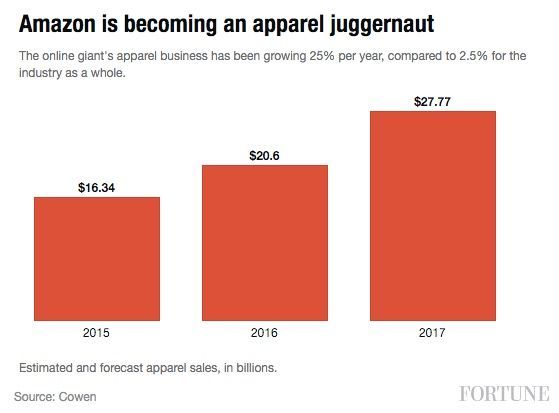 Amazon is becoming an apparel juggernaut
The online giant's apparel business has been growing 25% per year, compared to 2.5% for the
industry as a whole.
$27.77
$20.6
$16.34
2015 2016 2017
Estimated and forecast apparel sales, in billions.
Source: Cowen
FORTUNE